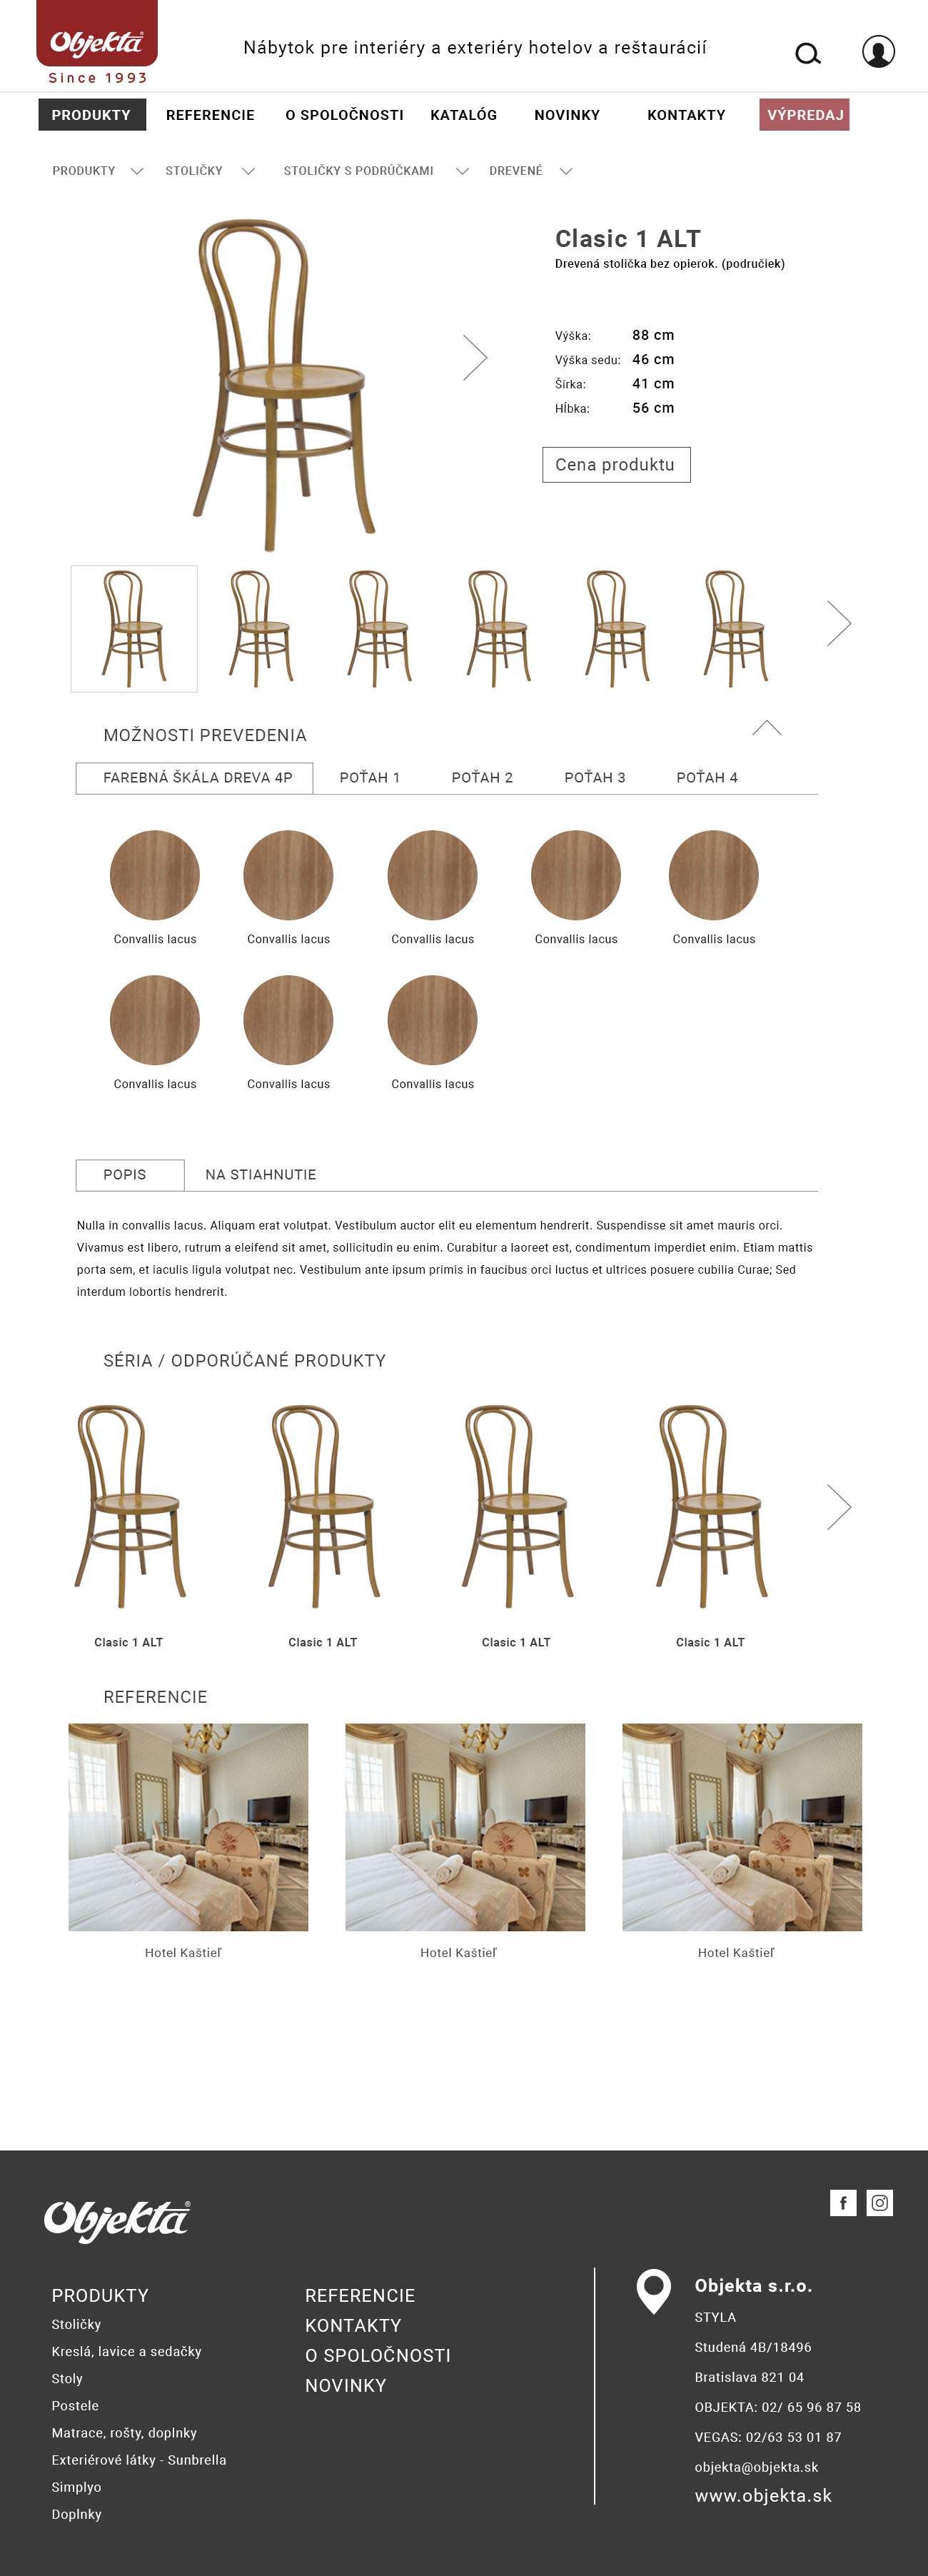 Objekta®
Since 1993
Nábytok pre interiéry a exteriéry hotelov a reštaurácií
PRODUKTY REFERENCIE O SPOLOČNOSTI KATALÓG NOVINKY KONTAKTY VÝPREDAJ
PRODUKTY STOLIČKY STOLIČKY S PODRÚČKAMI DREVENÉ
Clasic 1 ALT
Drevená stolička bez opierok. (područiek)
Výška: 88 cm
Výška sedu: 46 cm
Šírka: 41 cm
Hĺbka: 56 cm
Cena produktu
MOŽNOSTI PREVEDENIA
FAREBNÁ ŠKÁLA DREVA 4P POŤAH 1 POŤAH 2 POŤAH 3 POŤAH 4
Convallis lacus Convallis lacus Convallis lacus Convallis lacus Convallis lacus
Convallis lacus Convallis lacus Convallis lacus
POPIS NA STIAHNUTIE
Nulla in convallis lacus. Aliquam erat volutpat. Vestibulum auctor elit eu elementum hendrerit. Suspendisse sit amet mauris orci.
Vivamus est libero, rutrum a eleifend sit amet, sollicitudin eu enim. Curabitur a laoreet est, condimentum imperdiet enim. Etiam mattis
porta sem, et iaculis ligula volutpat nec. Vestibulum ante ipsum primis in faucibus orci luctus et ultrices posuere cubilia Curae; Sed
interdum lobortis hendrerit.
SÉRIA / ODPORÚČANÉ PRODUKTY
Clasic 1 ALT Clasic 1 ALT Clasic 1 ALT Clasic 1 ALT
REFERENCIE
Hotel Kaštieľ Hotel Kaštieľ Hotel Kaštieľ
Objekta®
PRODUKTY
Stoličky
Kreslá, lavice a sedačky
Stoly
Postele
Matrace, rošty, doplnky
Exteriérové látky - Sunbrella
Simplyo
Doplnky
REFERENCIE
KONTAKTY
O SPOLOČNOSTI
NOVINKY
Objekta s.r.o.
STYLA
Studená 4B/18496
Bratislava 821 04
OBJEKTA: 02/ 65 96 87 58
VEGAS: 02/63 53 01 87
objekta@objekta.sk
www.objekta.sk